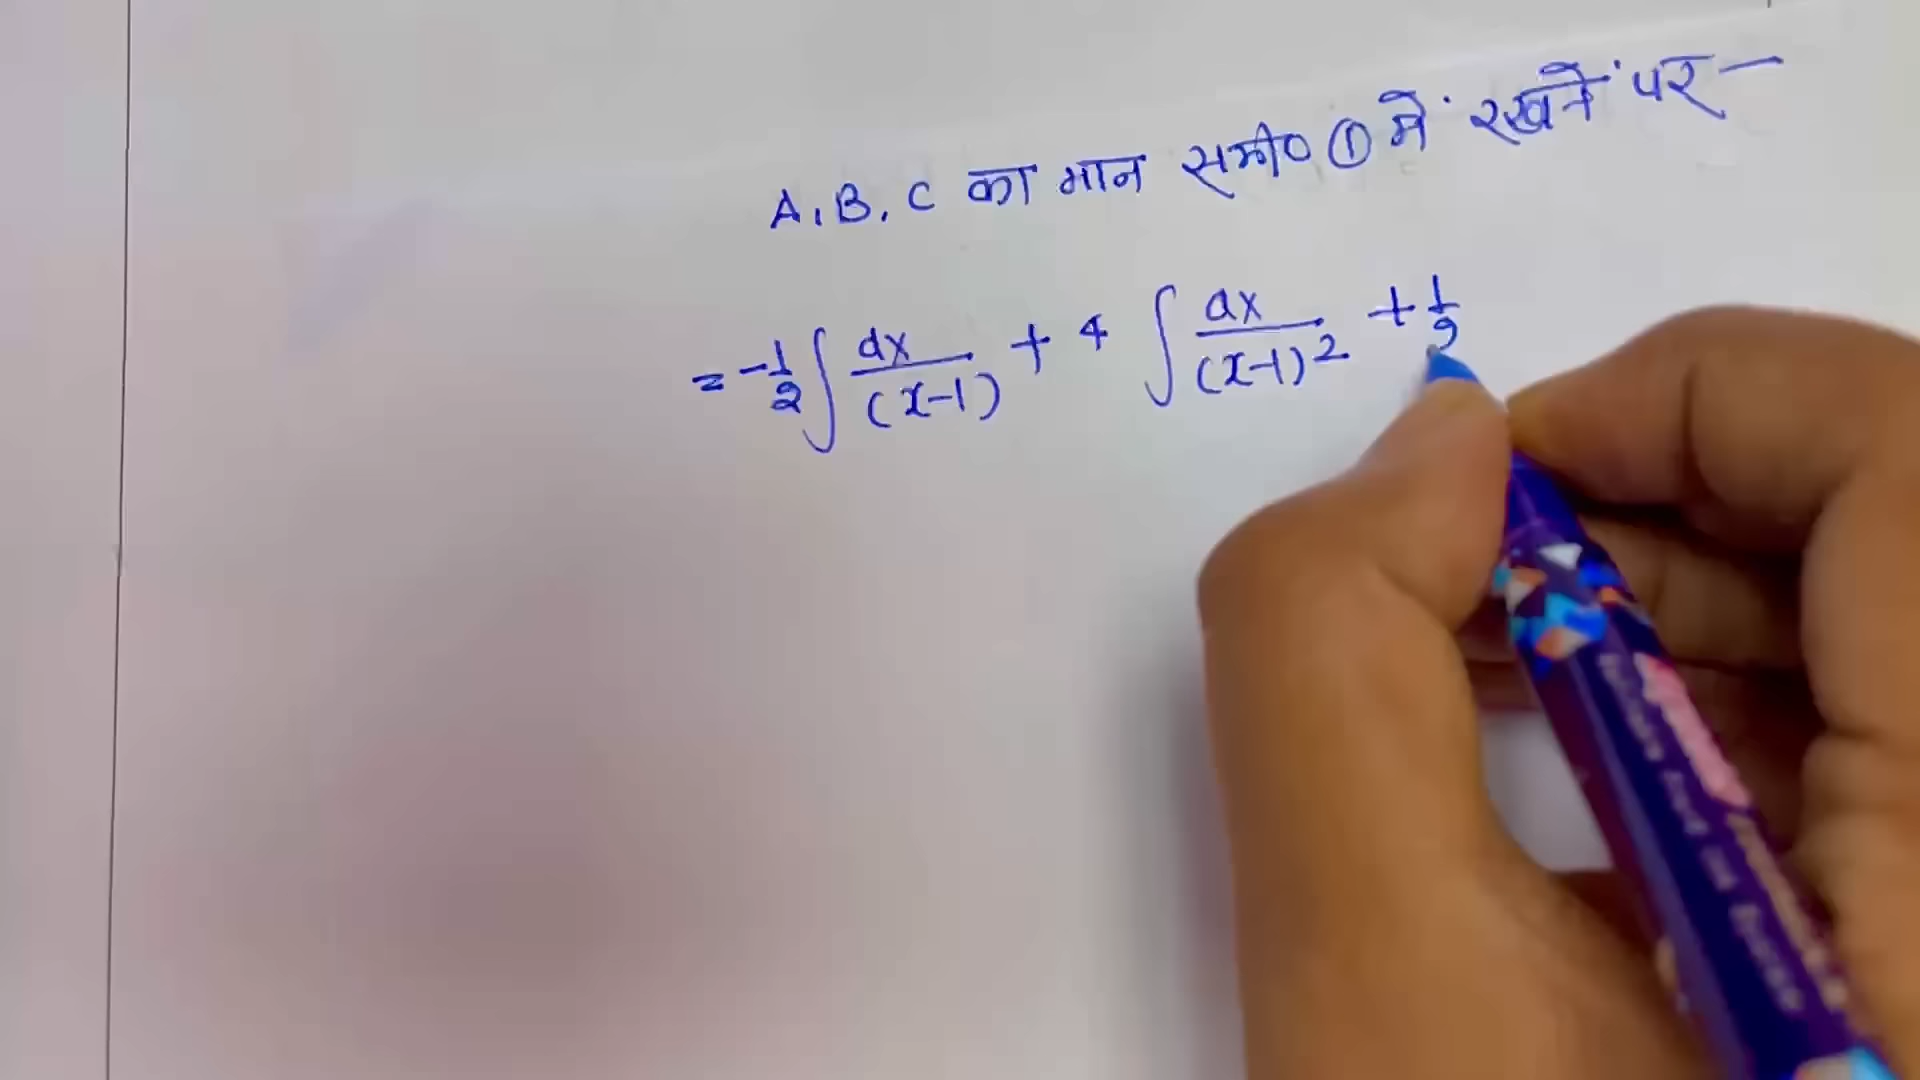 A, B, C का मान समी० ① में रखने पर —
= -1/2 ∫ dx/(x-1) + 4 ∫ dx/(x-1)² + 1/2